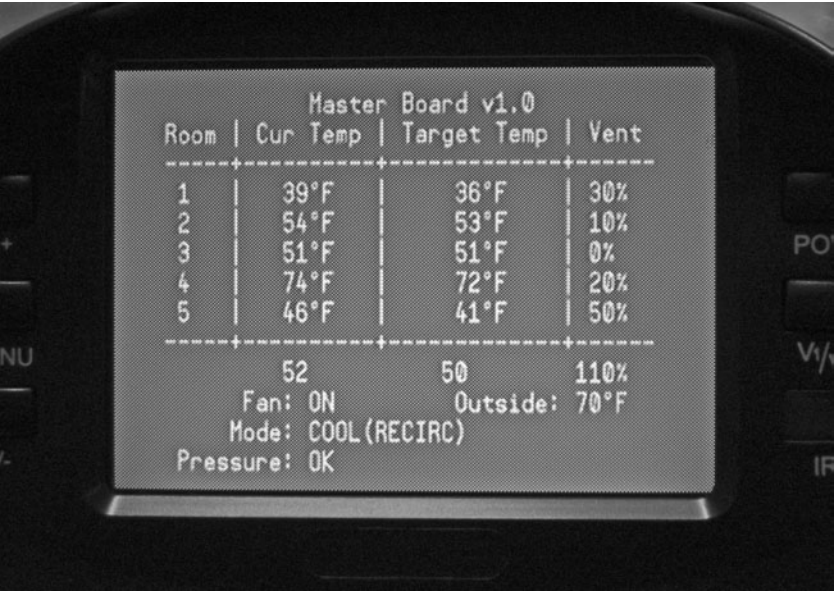 Master Board v1.0
Room | Cur Temp | Target Temp | Vent
-----+----------+-------------+------
1 | 39°F | 36°F | 30%
2 | 54°F | 53°F | 10%
3 | 51°F | 51°F | 0%
4 | 74°F | 72°F | 20%
5 | 46°F | 41°F | 50%
-----+----------+-------------+------
52 50 110%
Fan: ON Outside: 70°F
Mode: COOL(RECIRC)
Pressure: OK
+
NU
/-
PO
V1/
IR